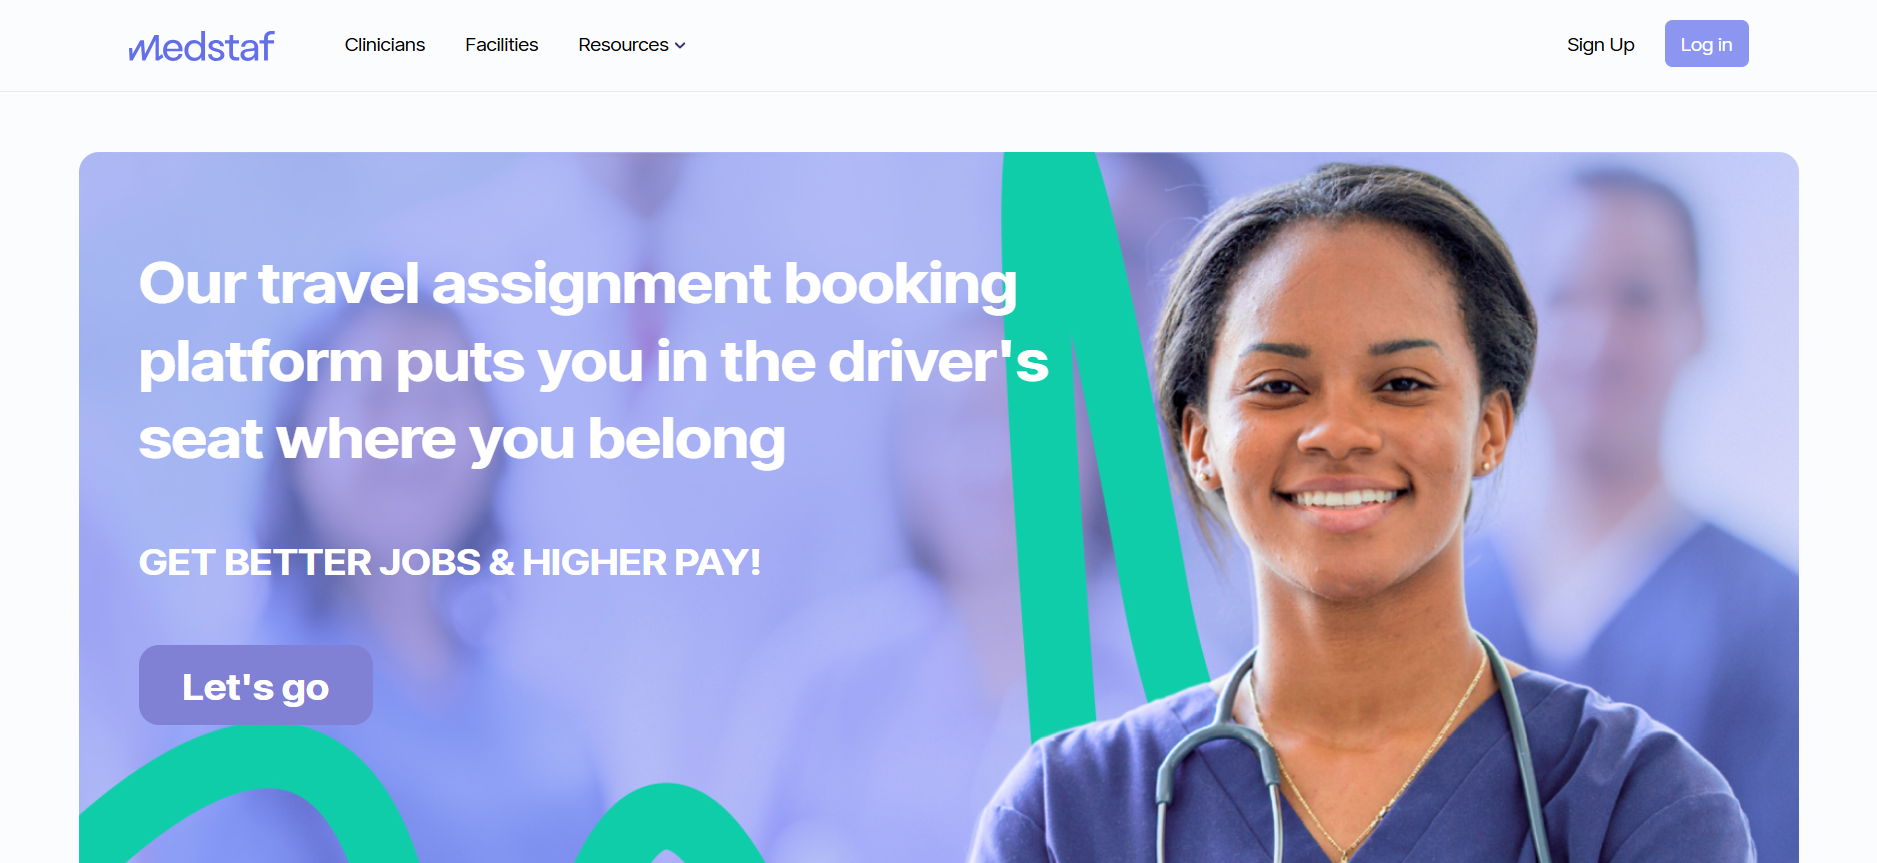 Medstaf
Clinicians
Facilities
Resources
Sign Up
Log in
Our travel assignment booking
platform puts you in the driver's
seat where you belong
GET BETTER JOBS & HIGHER PAY!
Let's go